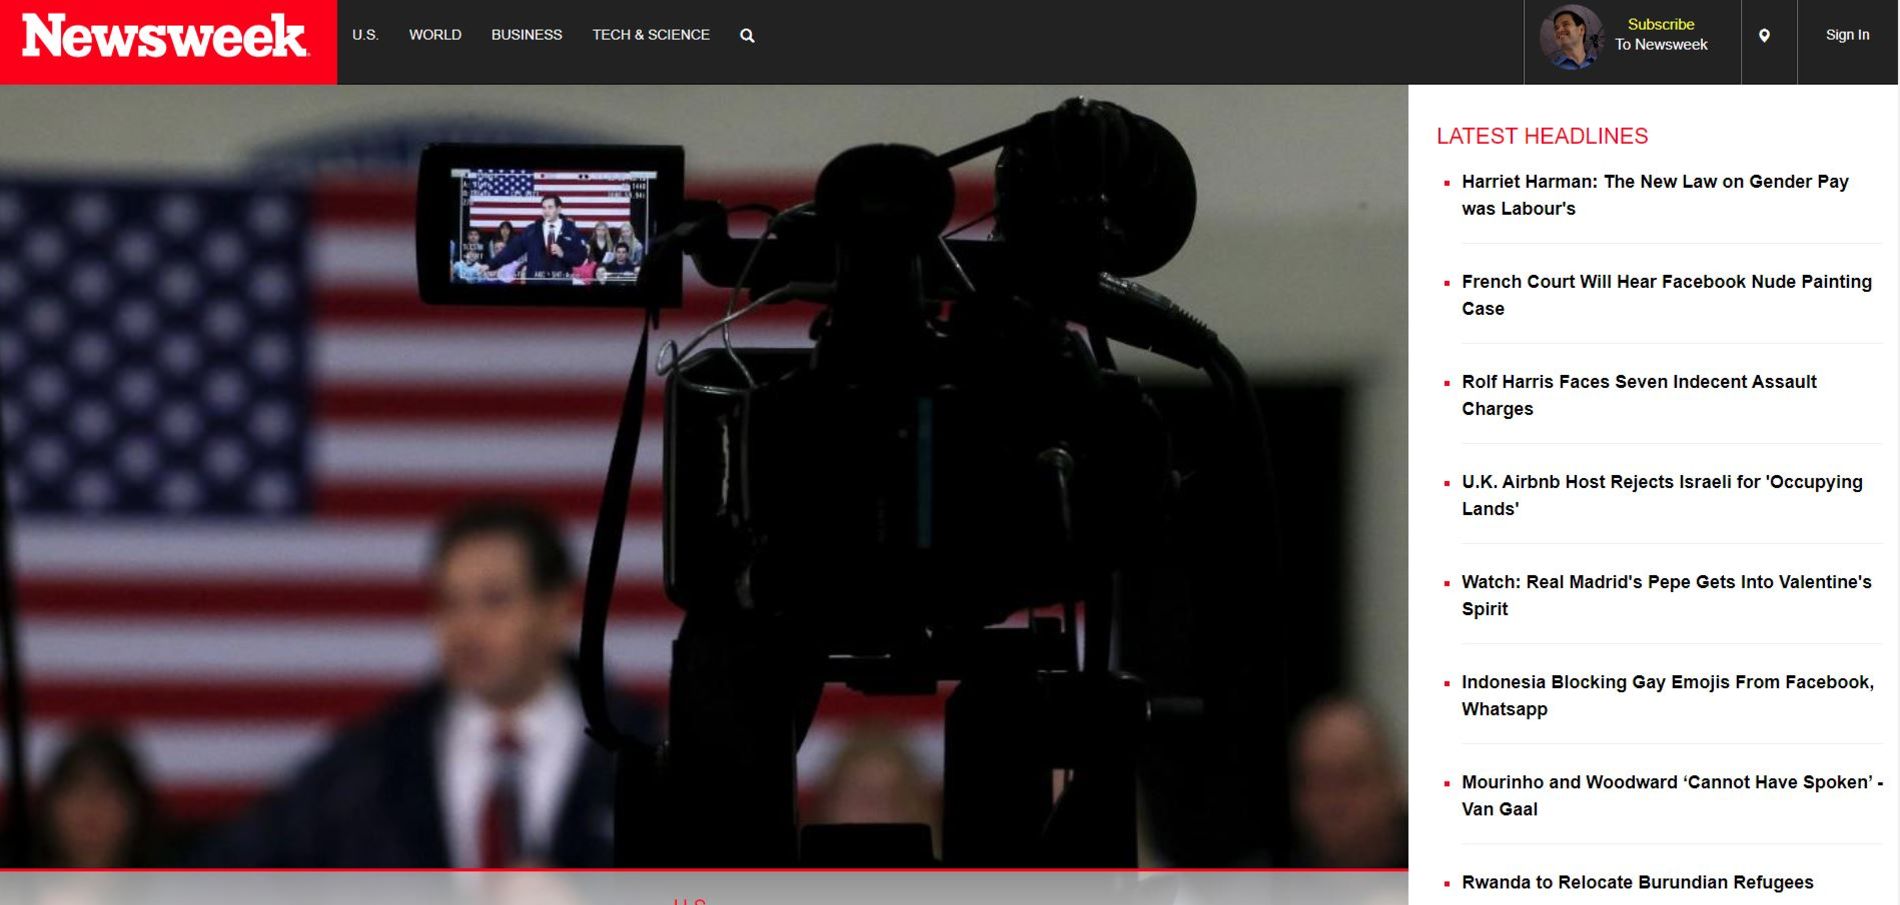 Newsweek
U.S.
WORLD
BUSINESS
TECH & SCIENCE
Subscribe
To Newsweek
Sign In
LATEST HEADLINES
Harriet Harman: The New Law on Gender Pay
was Labour's
French Court Will Hear Facebook Nude Painting
Case
Rolf Harris Faces Seven Indecent Assault
Charges
U.K. Airbnb Host Rejects Israeli for 'Occupying
Lands'
Watch: Real Madrid's Pepe Gets Into Valentine's
Spirit
Indonesia Blocking Gay Emojis From Facebook,
Whatsapp
Mourinho and Woodward ‘Cannot Have Spoken’ -
Van Gaal
Rwanda to Relocate Burundian Refugees
U.S.